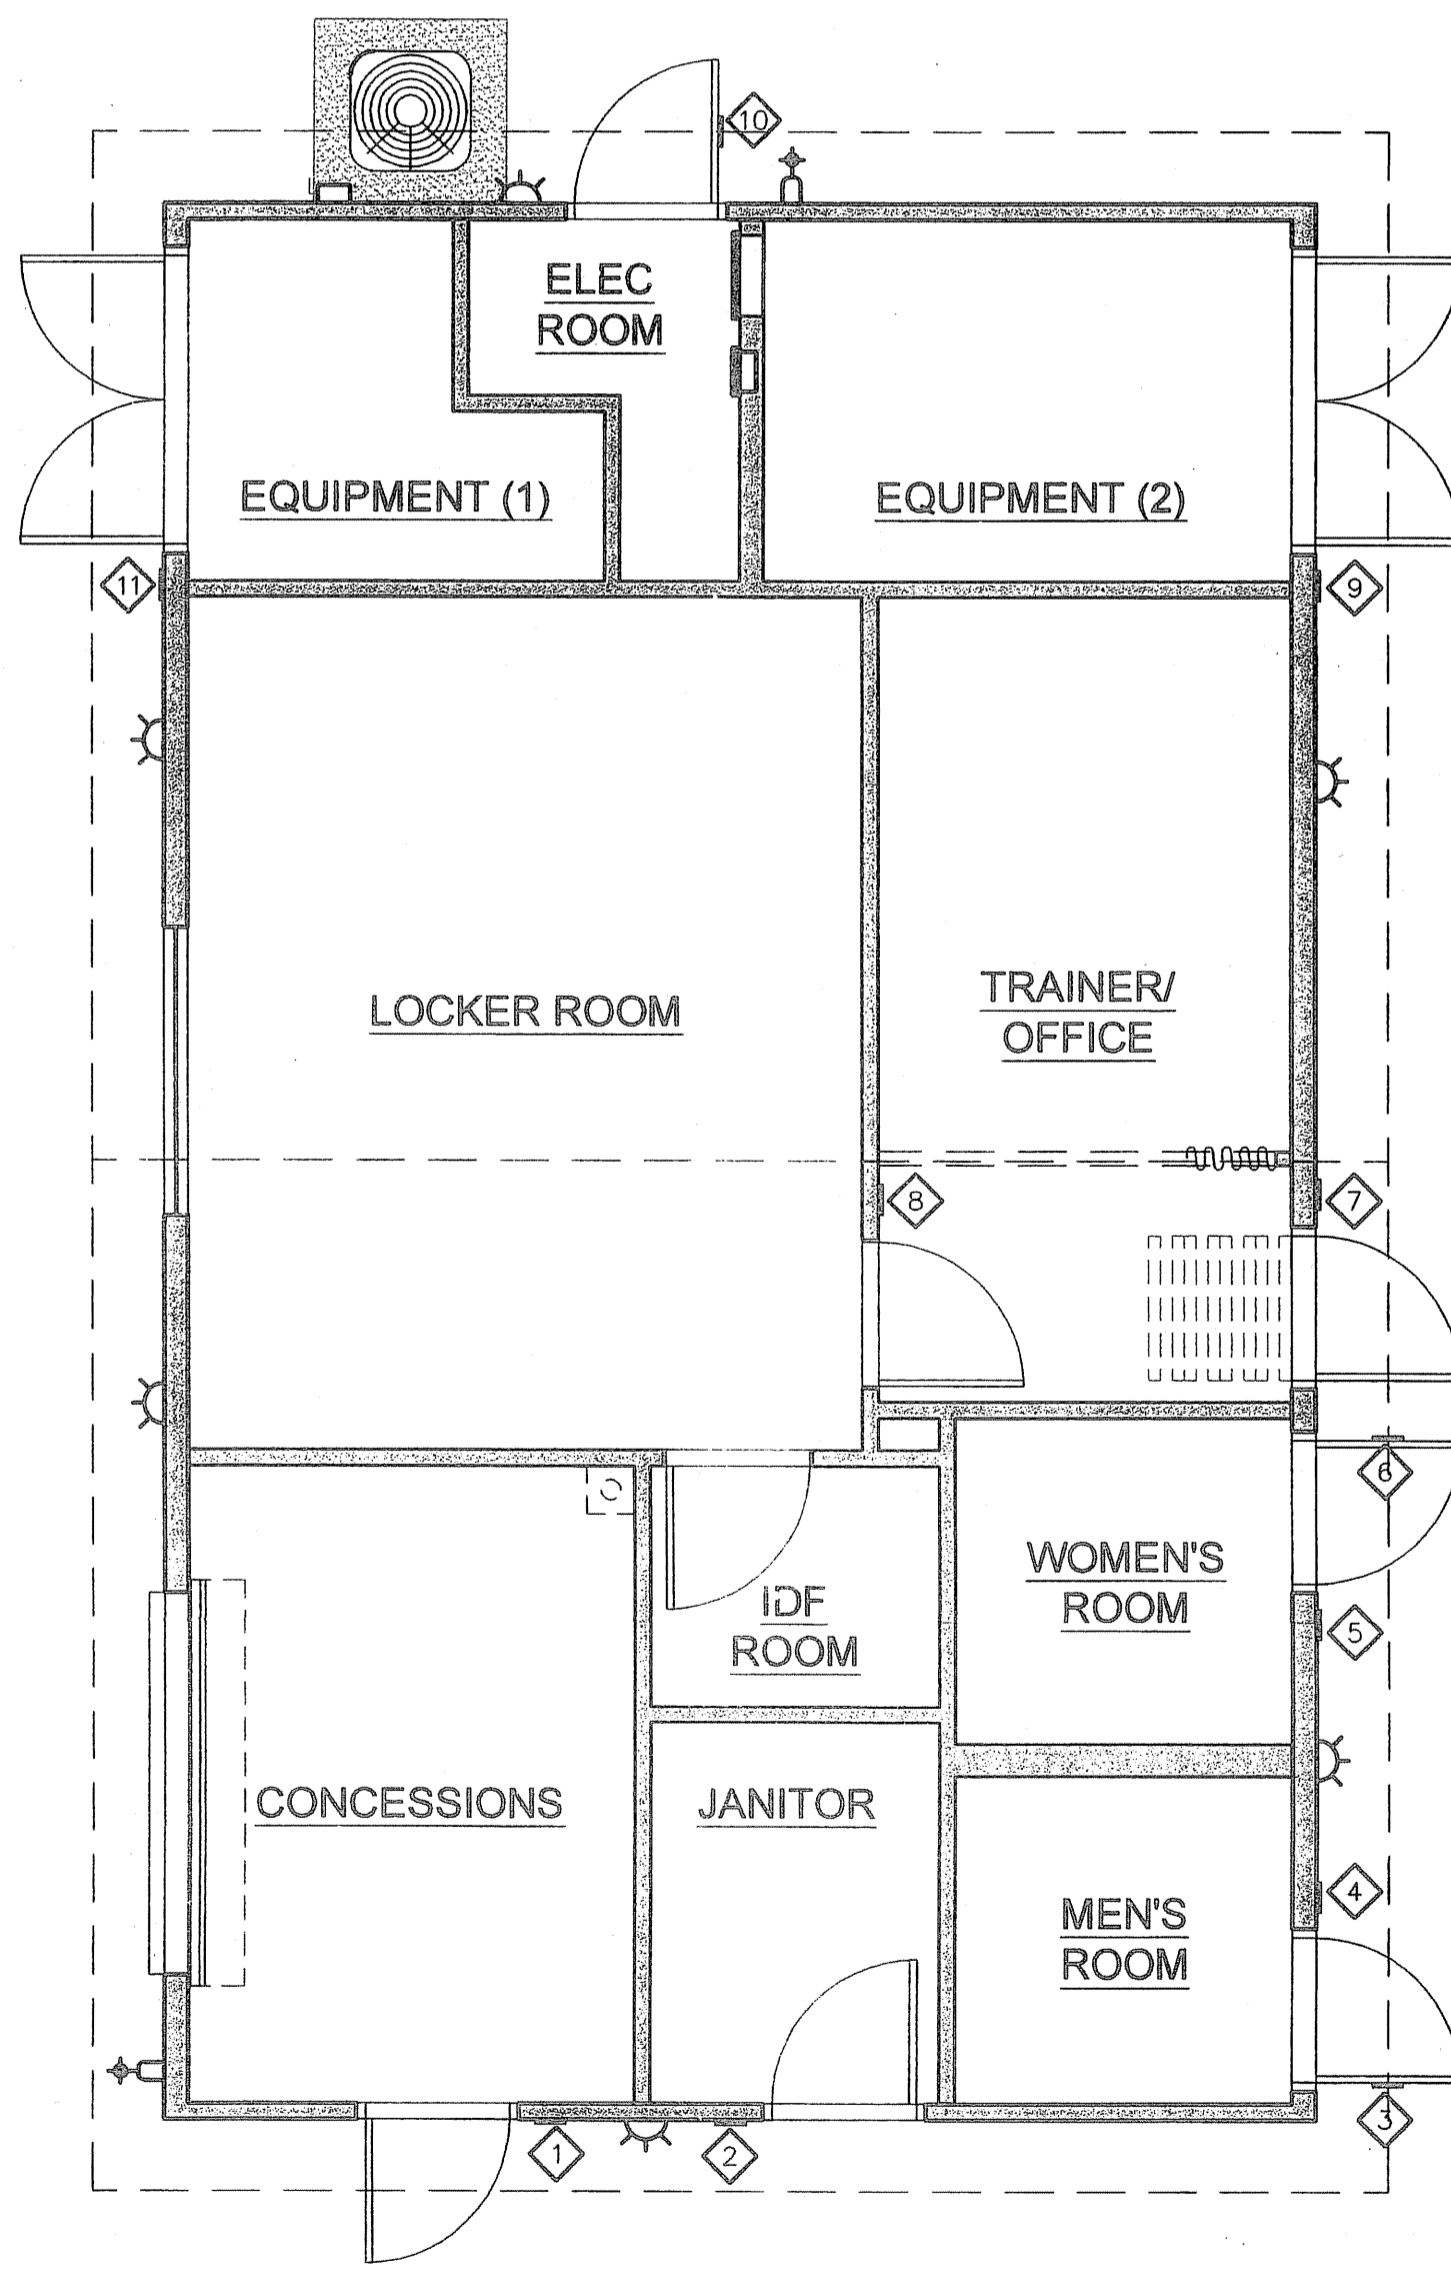 10
ELEC
ROOM
EQUIPMENT (1)
EQUIPMENT (2)
11
9
LOCKER ROOM
TRAINER/
OFFICE
8
7
6
WOMEN'S
ROOM
IDF
ROOM
5
CONCESSIONS
JANITOR
4
MEN'S
ROOM
1
2
3